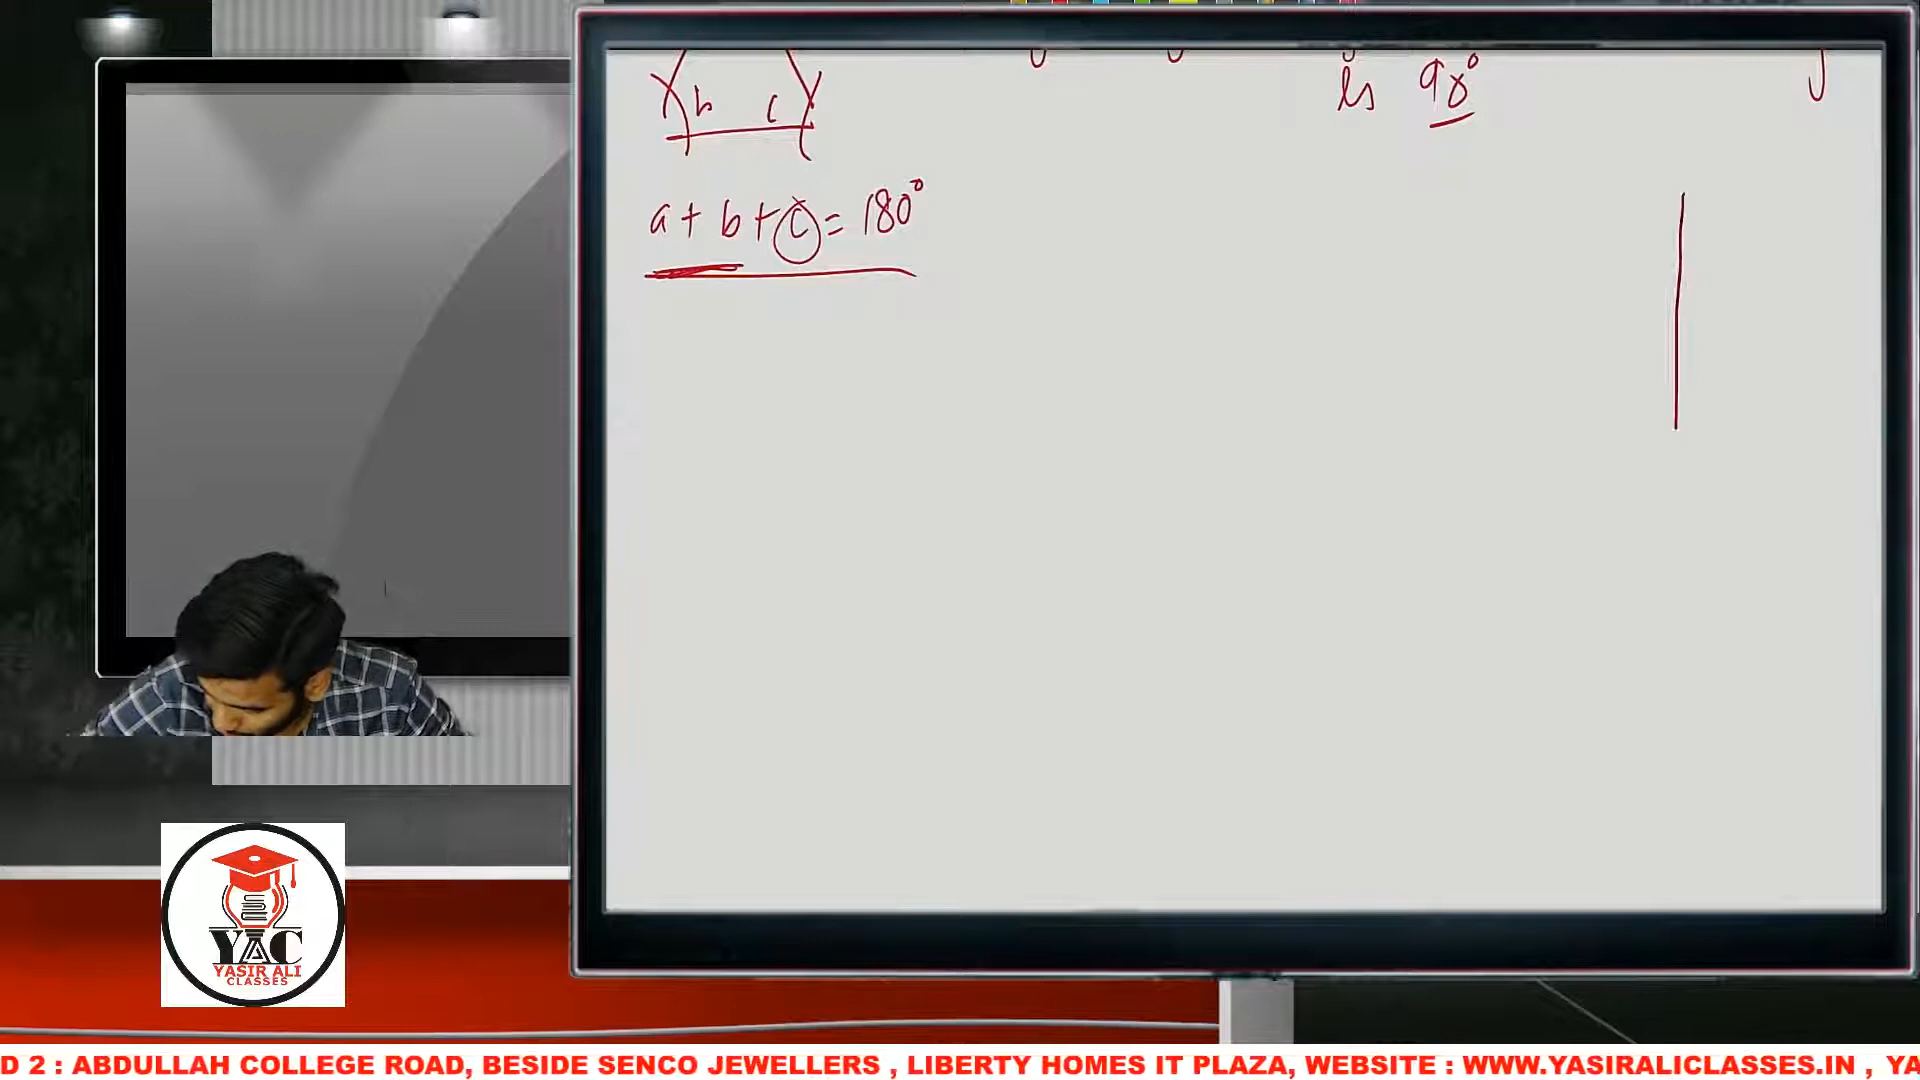 b c
is 90°
a + b + c = 180°
YAC
YASIR ALI
CLASSES
D 2 : ABDULLAH COLLEGE ROAD, BESIDE SENCO JEWELLERS , LIBERTY HOMES IT PLAZA, WEBSITE : WWW.YASIRALICLASSES.IN , YA